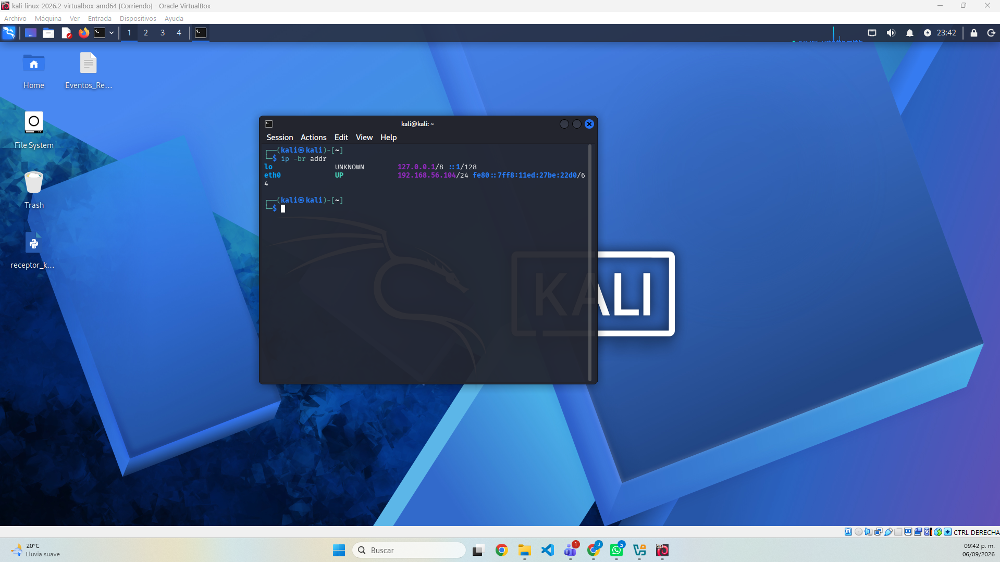 kali-linux-2026.2-virtualbox-amd64 [Corriendo] - Oracle VirtualBox
Archivo Máquina Ver Entrada Dispositivos Ayuda
1 2 3 4 23:42
Home
Eventos_Re...
File System
Trash
receptor_k...
kali@kali: ~
Session Actions Edit View Help
┌──(kali㉿kali)-[~]
└─$ ip -br addr
lo UNKNOWN 127.0.0.1/8 ::1/128
eth0 UP 192.168.56.104/24 fe80::7ff8:11ed:27be:22d0/6
4
┌──(kali㉿kali)-[~]
└─$
KALI
CTRL DERECHA
20°C
Lluvia suave
Buscar
1
J
5
09:42 p. m.
06/09/2026